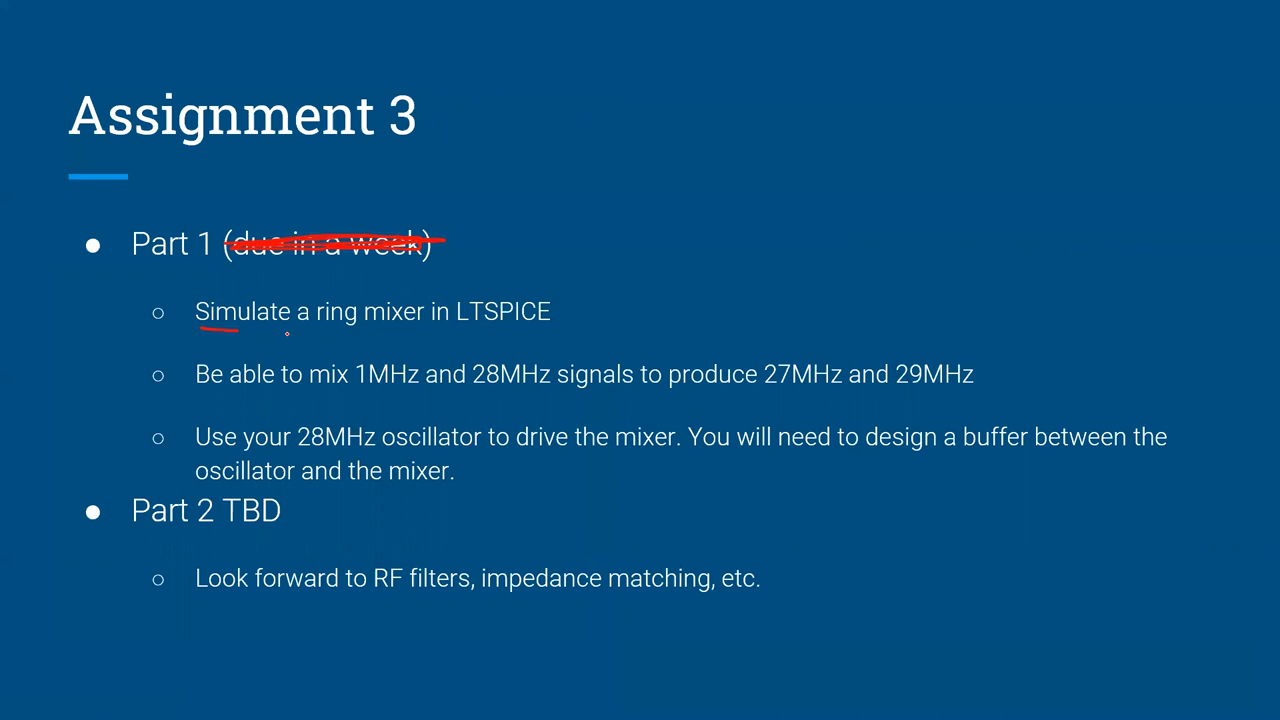 Assignment 3
● Part 1 (due in a week)
○ Simulate a ring mixer in LTSPICE
○ Be able to mix 1MHz and 28MHz signals to produce 27MHz and 29MHz
○ Use your 28MHz oscillator to drive the mixer. You will need to design a buffer between the
oscillator and the mixer.
● Part 2 TBD
○ Look forward to RF filters, impedance matching, etc.